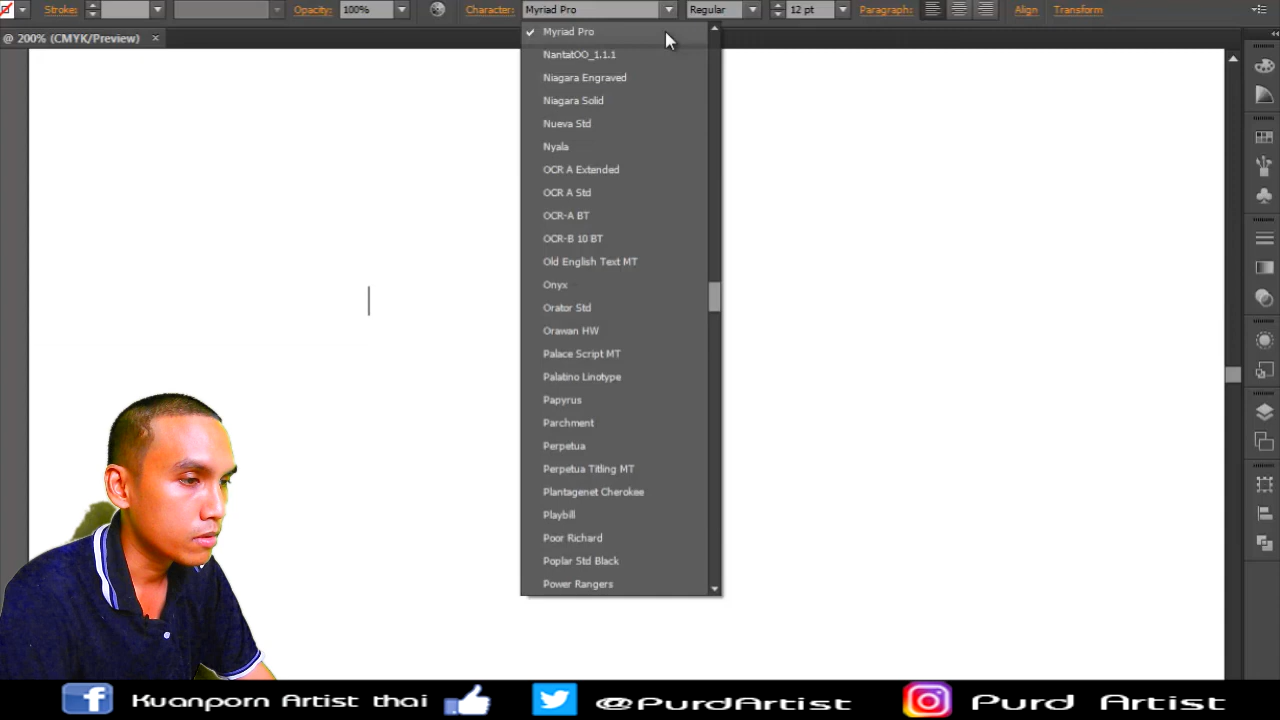 Stroke: Opacity: 100% Character: Myriad Pro Regular 12 pt Paragraph: Align Transform
@ 200% (CMYK/Preview) ×
Myriad Pro
NantatOO_1.1.1
Niagara Engraved
Niagara Solid
Nueva Std
Nyala
OCR A Extended
OCR A Std
OCR-A BT
OCR-B 10 BT
Old English Text MT
Onyx
Orator Std
Orawan HW
Palace Script MT
Palatino Linotype
Papyrus
Parchment
Perpetua
Perpetua Titling MT
Plantagenet Cherokee
Playbill
Poor Richard
Poplar Std Black
Power Rangers
f Kuanporn Artist thai @PurdArtist Purd Artist